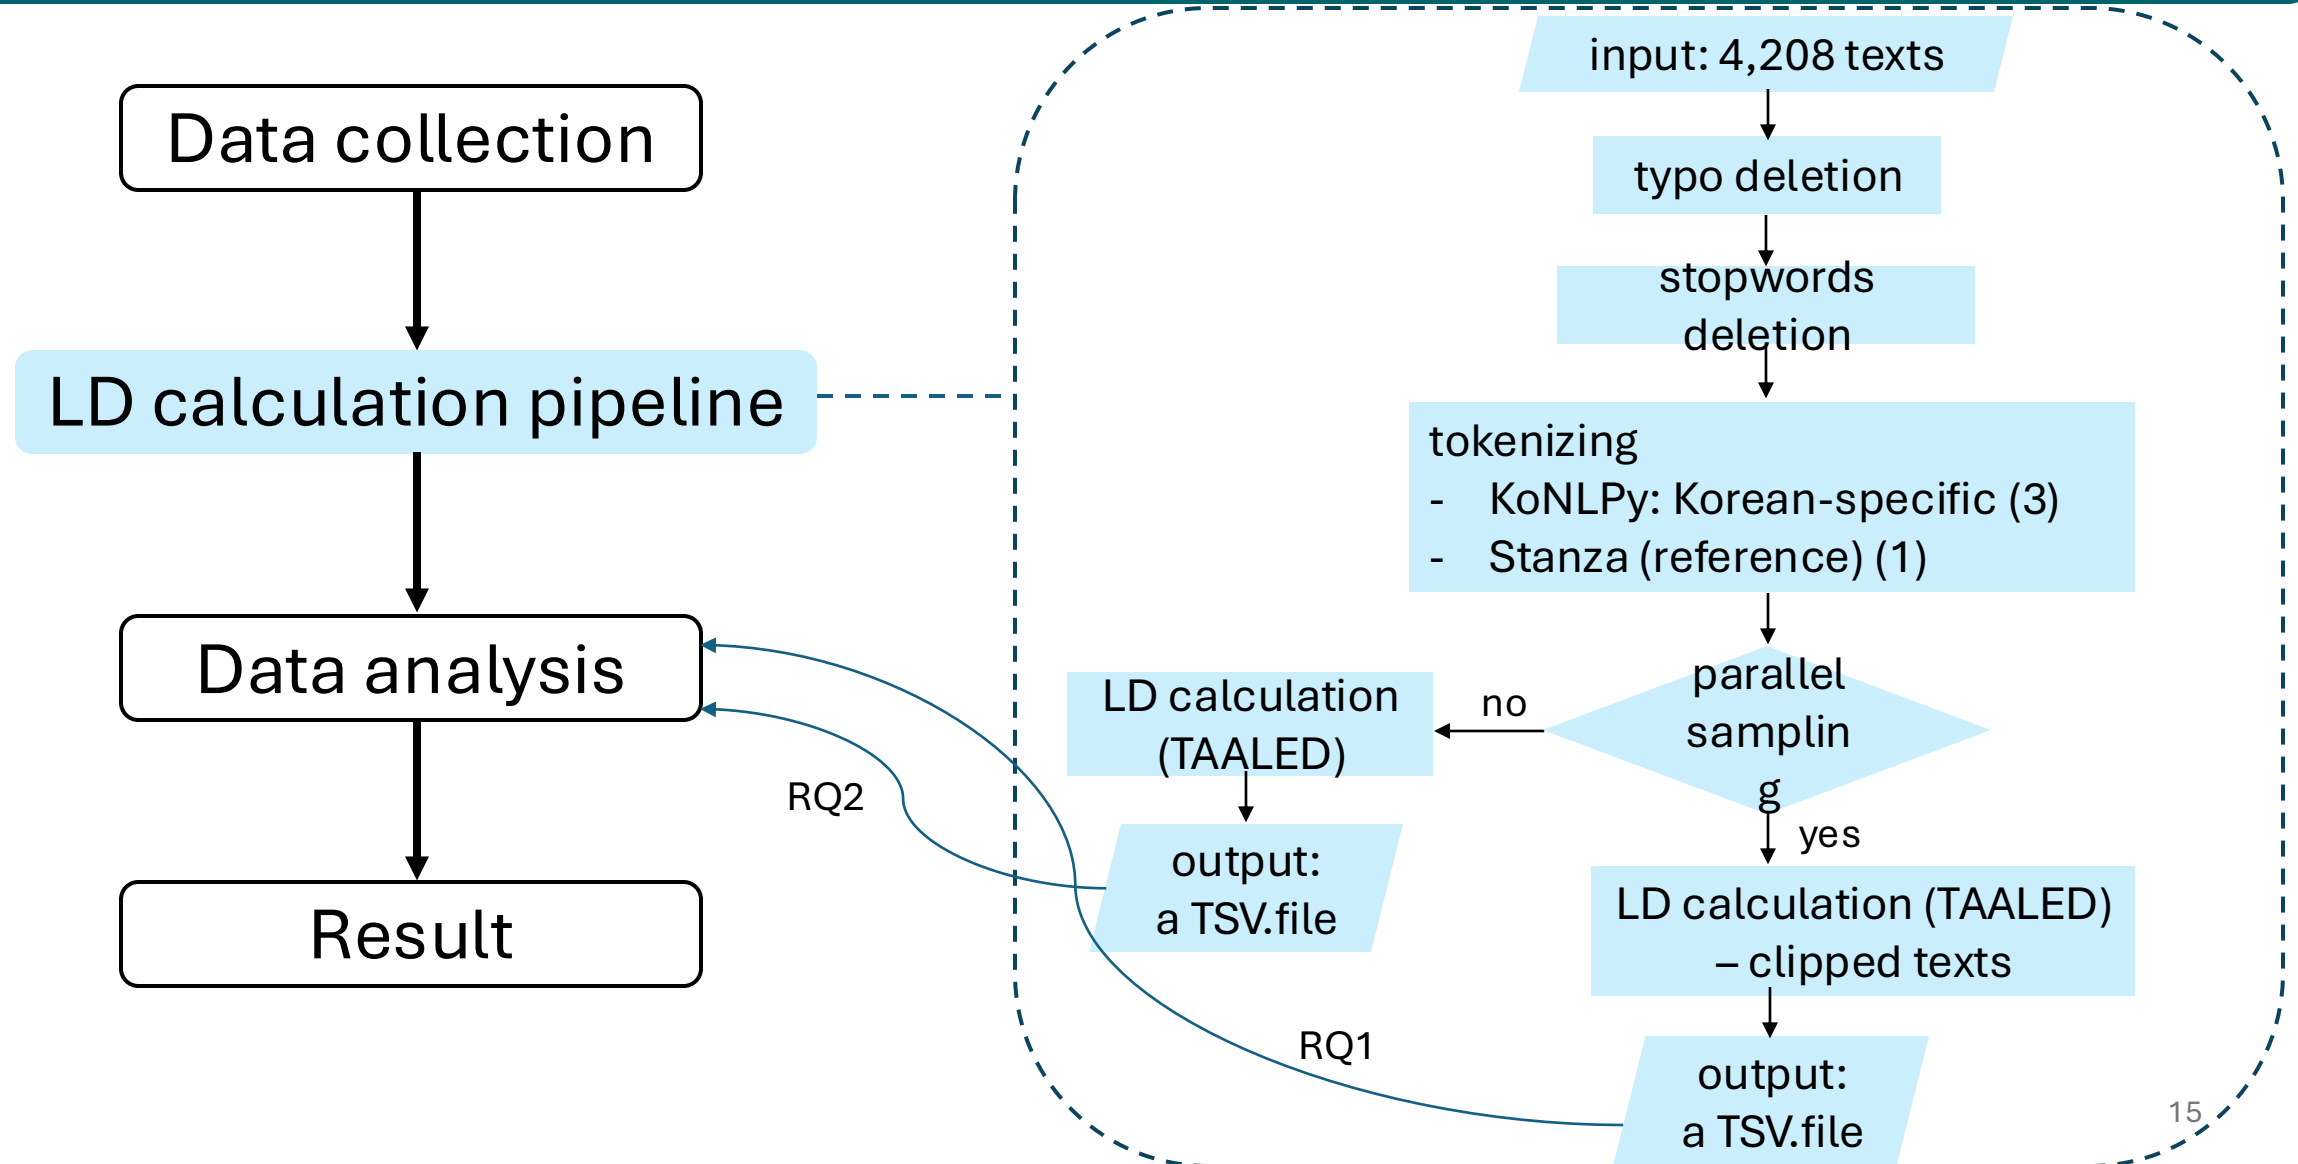 Data collection
LD calculation pipeline
Data analysis
Result
input: 4,208 texts
typo deletion
stopwords
deletion
tokenizing
- KoNLPy: Korean-specific (3)
- Stanza (reference) (1)
parallel
samplin
g
no
yes
LD calculation
(TAALED)
output:
a TSV.file
LD calculation (TAALED)
– clipped texts
output:
a TSV.file
RQ2
RQ1
15